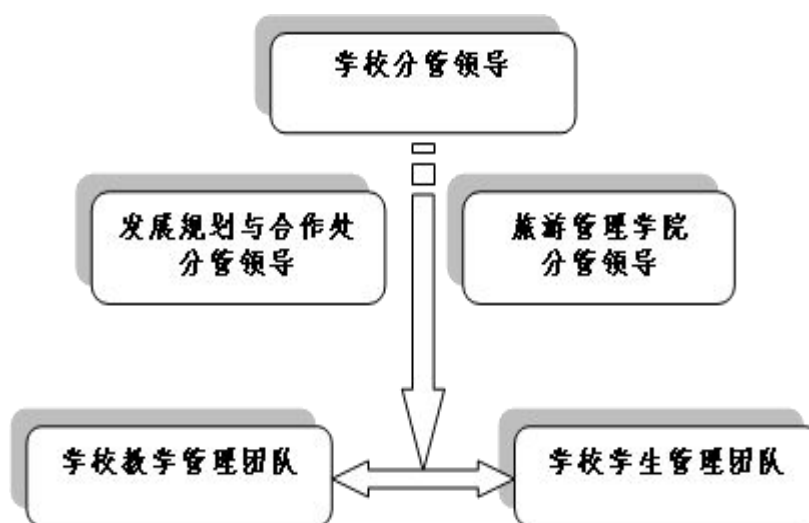 学校分管领导
发展规划与合作处
分管领导
旅游管理学院
分管领导
学校教学管理团队
学校学生管理团队